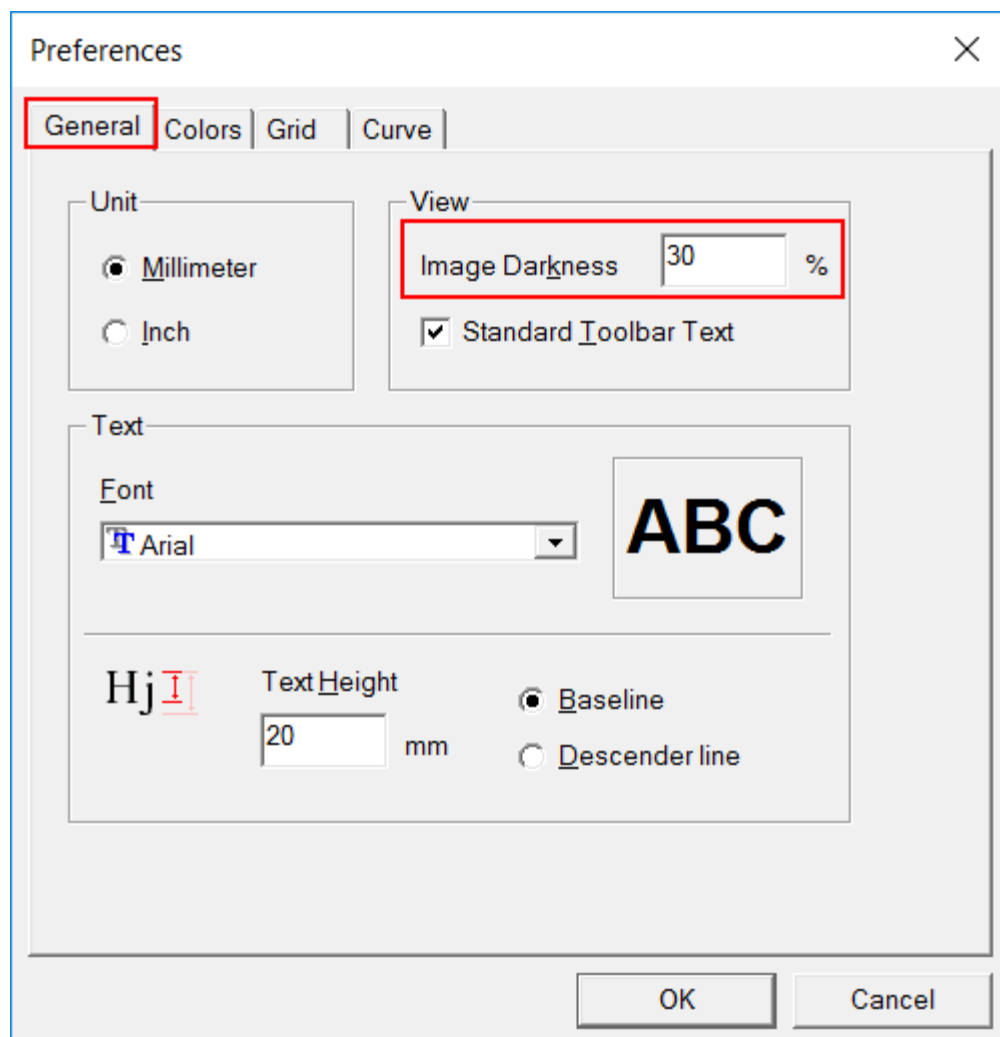 Preferences
General Colors Grid Curve
Unit
Millimeter
Inch
View
Image Darkness 30 %
Standard Toolbar Text
Text
Font
Arial
ABC
Hj
Text Height
20 mm
Baseline
Descender line
OK Cancel